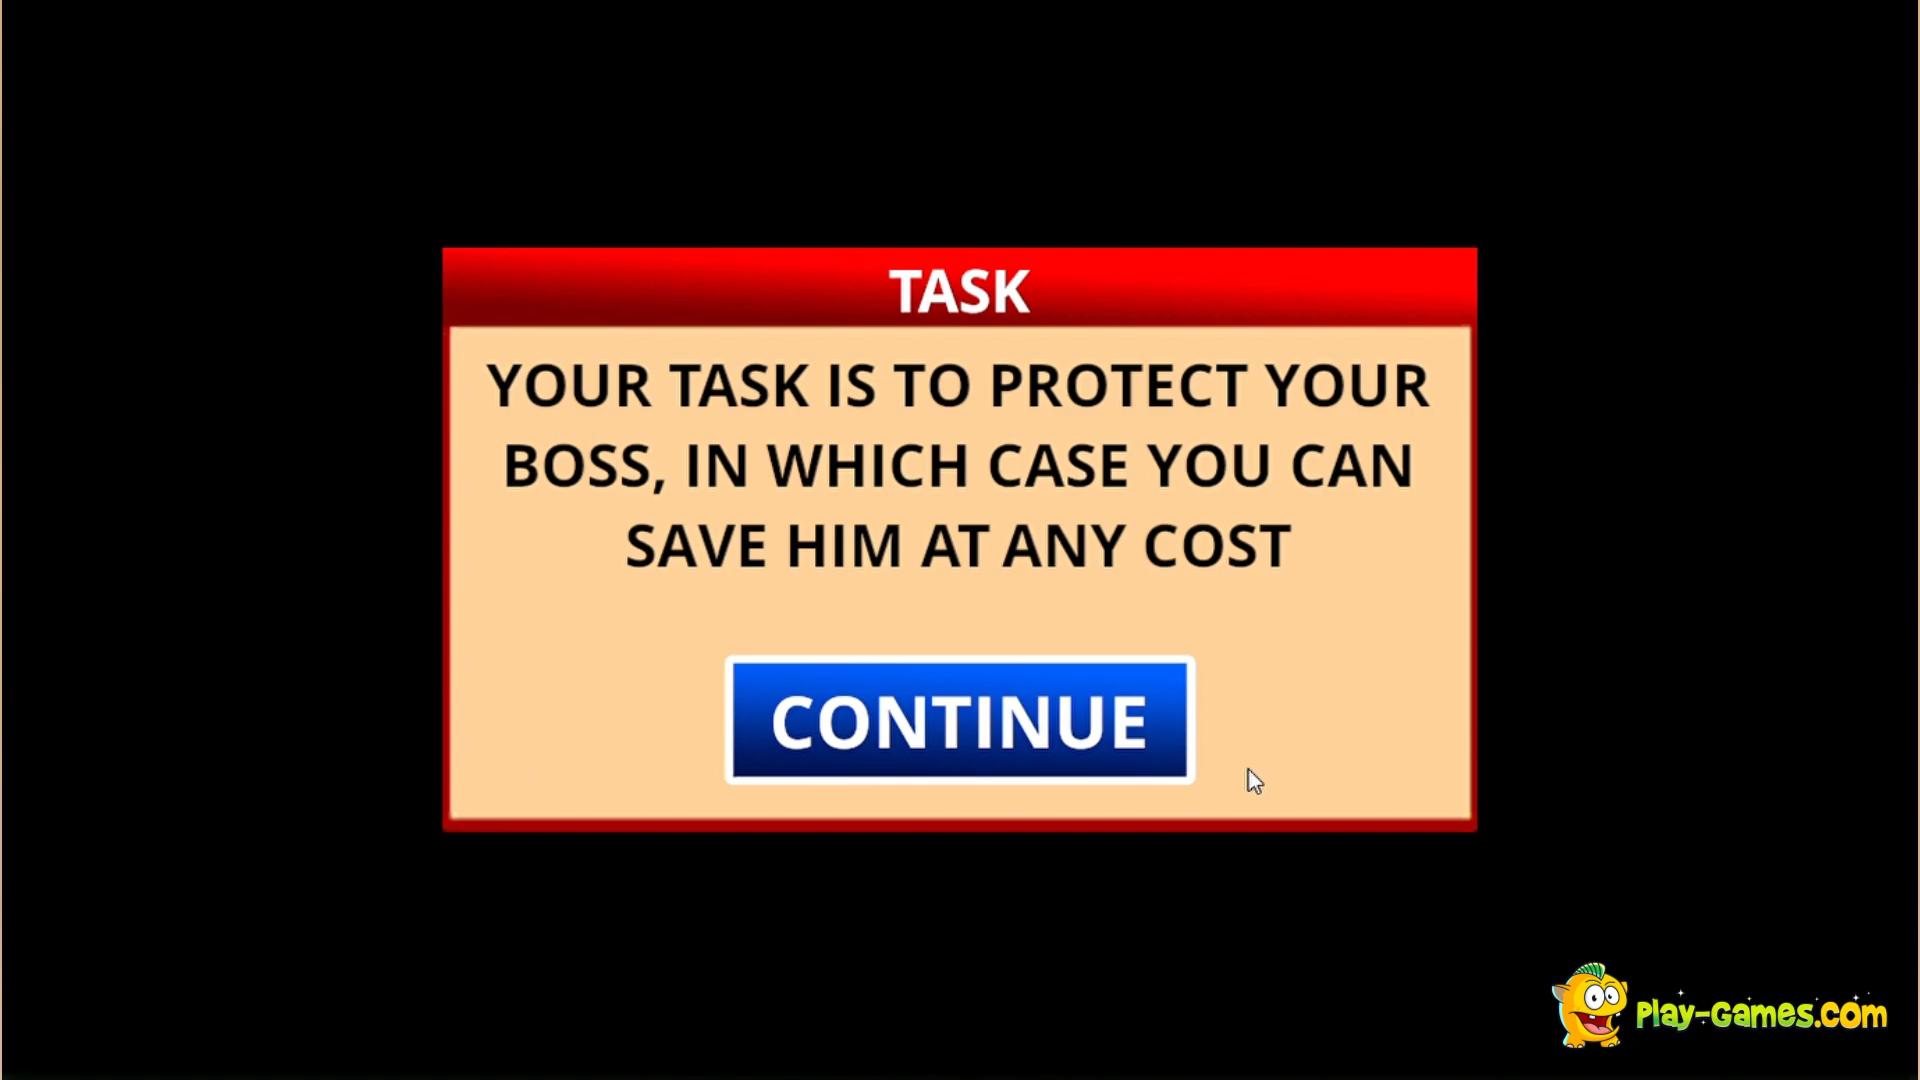 TASK
YOUR TASK IS TO PROTECT YOUR
BOSS, IN WHICH CASE YOU CAN
SAVE HIM AT ANY COST
CONTINUE
Play-Games.com